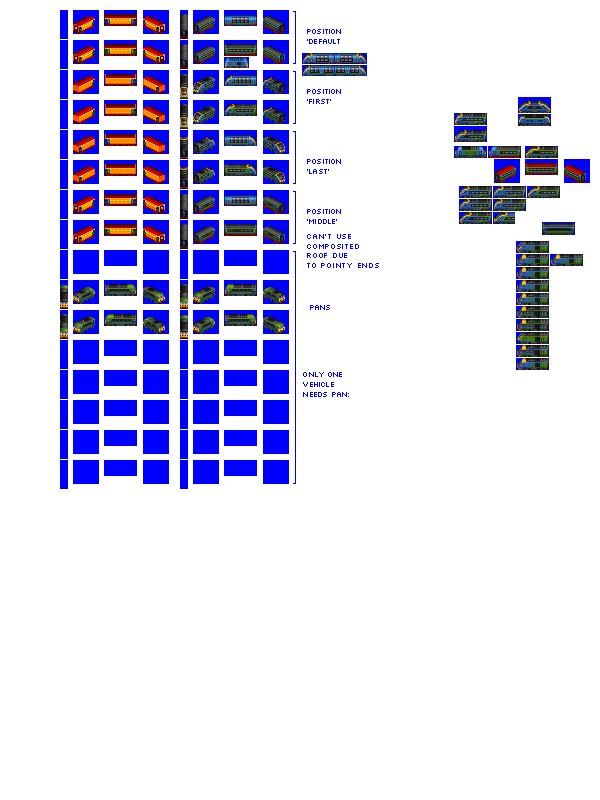 POSITION
'DEFAULT
POSITION
'FIRST'
POSITION
'LAST'
POSITION
'MIDDLE'
CAN'T USE
COMPOSITED
ROOF DUE
TO POINTY ENDS
PANS
ONLY ONE
VEHICLE
NEEDS PAN: